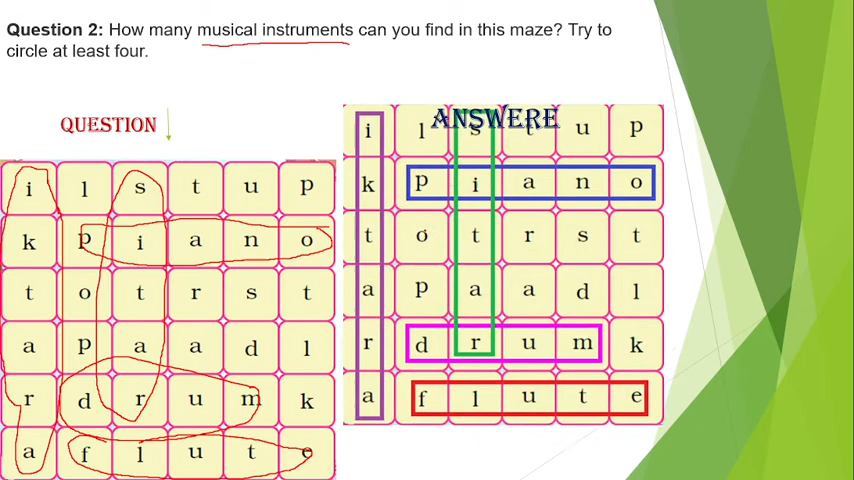 Question 2: How many musical instruments can you find in this maze? Try to
circle at least four.
QUESTION
i l s t u p
k p i a n o
t o t r s t
a p a a d l
r d r u m k
a f l u t e
ANSWERE
i l s t u p
k p i a n o
t o t r s t
a p a a d l
r d r u m k
a f l u t e